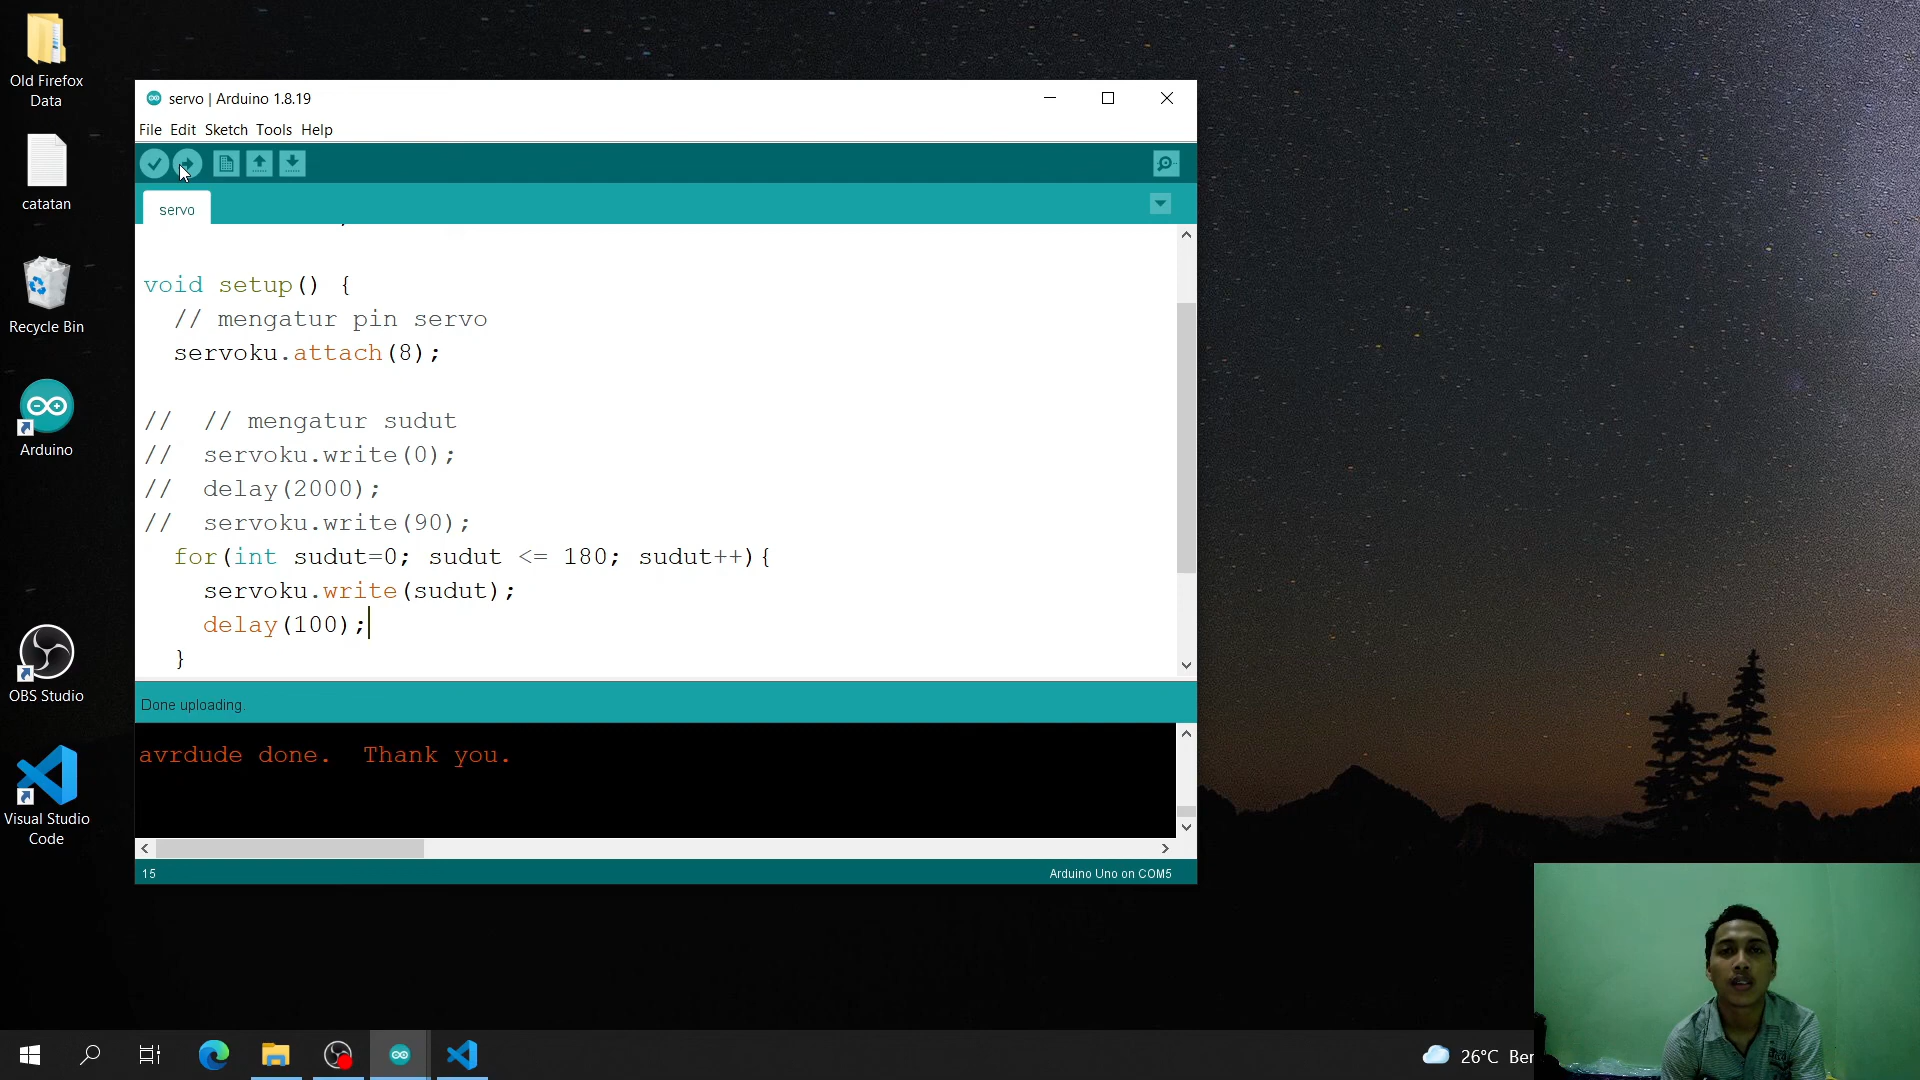 Old Firefox
Data
catatan
Recycle Bin
Arduino
OBS Studio
Visual Studio
Code
servo | Arduino 1.8.19
File Edit Sketch Tools Help
servo
void setup() {
// mengatur pin servo
servoku.attach(8);
// // mengatur sudut
// servoku.write(0);
// delay(2000);
// servoku.write(90);
for(int sudut=0; sudut <= 180; sudut++){
servoku.write(sudut);
delay(100);
}
Done uploading.
avrdude done. Thank you.
15
Arduino Uno on COM5
26°C Ber